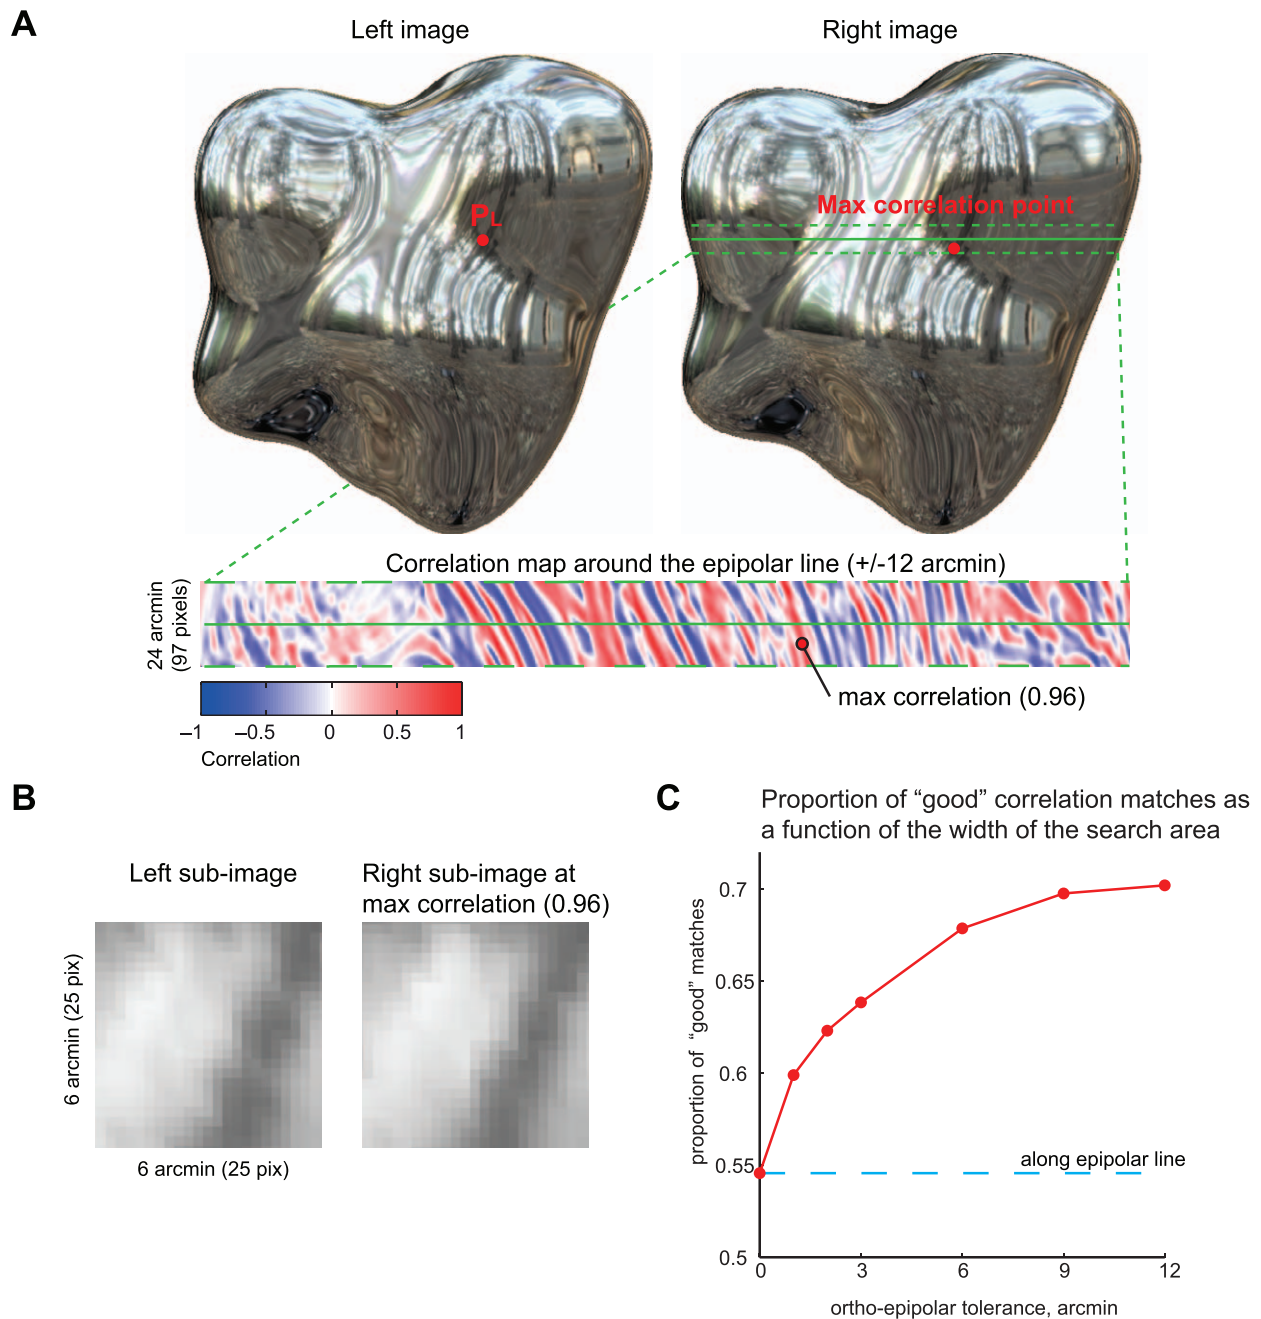 A
Left image
Right image
PL
Max correlation point
Correlation map around the epipolar line (+/-12 arcmin)
24 arcmin
(97 pixels)
max correlation (0.96)
–1
–0.5
0
0.5
1
Correlation
B
Left sub-image
Right sub-image at
max correlation (0.96)
6 arcmin (25 pix)
6 arcmin (25 pix)
C
Proportion of “good” correlation matches as
a function of the width of the search area
proportion of “good” matches
0.7
0.65
0.6
0.55
0.5
along epipolar line
0
3
6
9
12
ortho-epipolar tolerance, arcmin